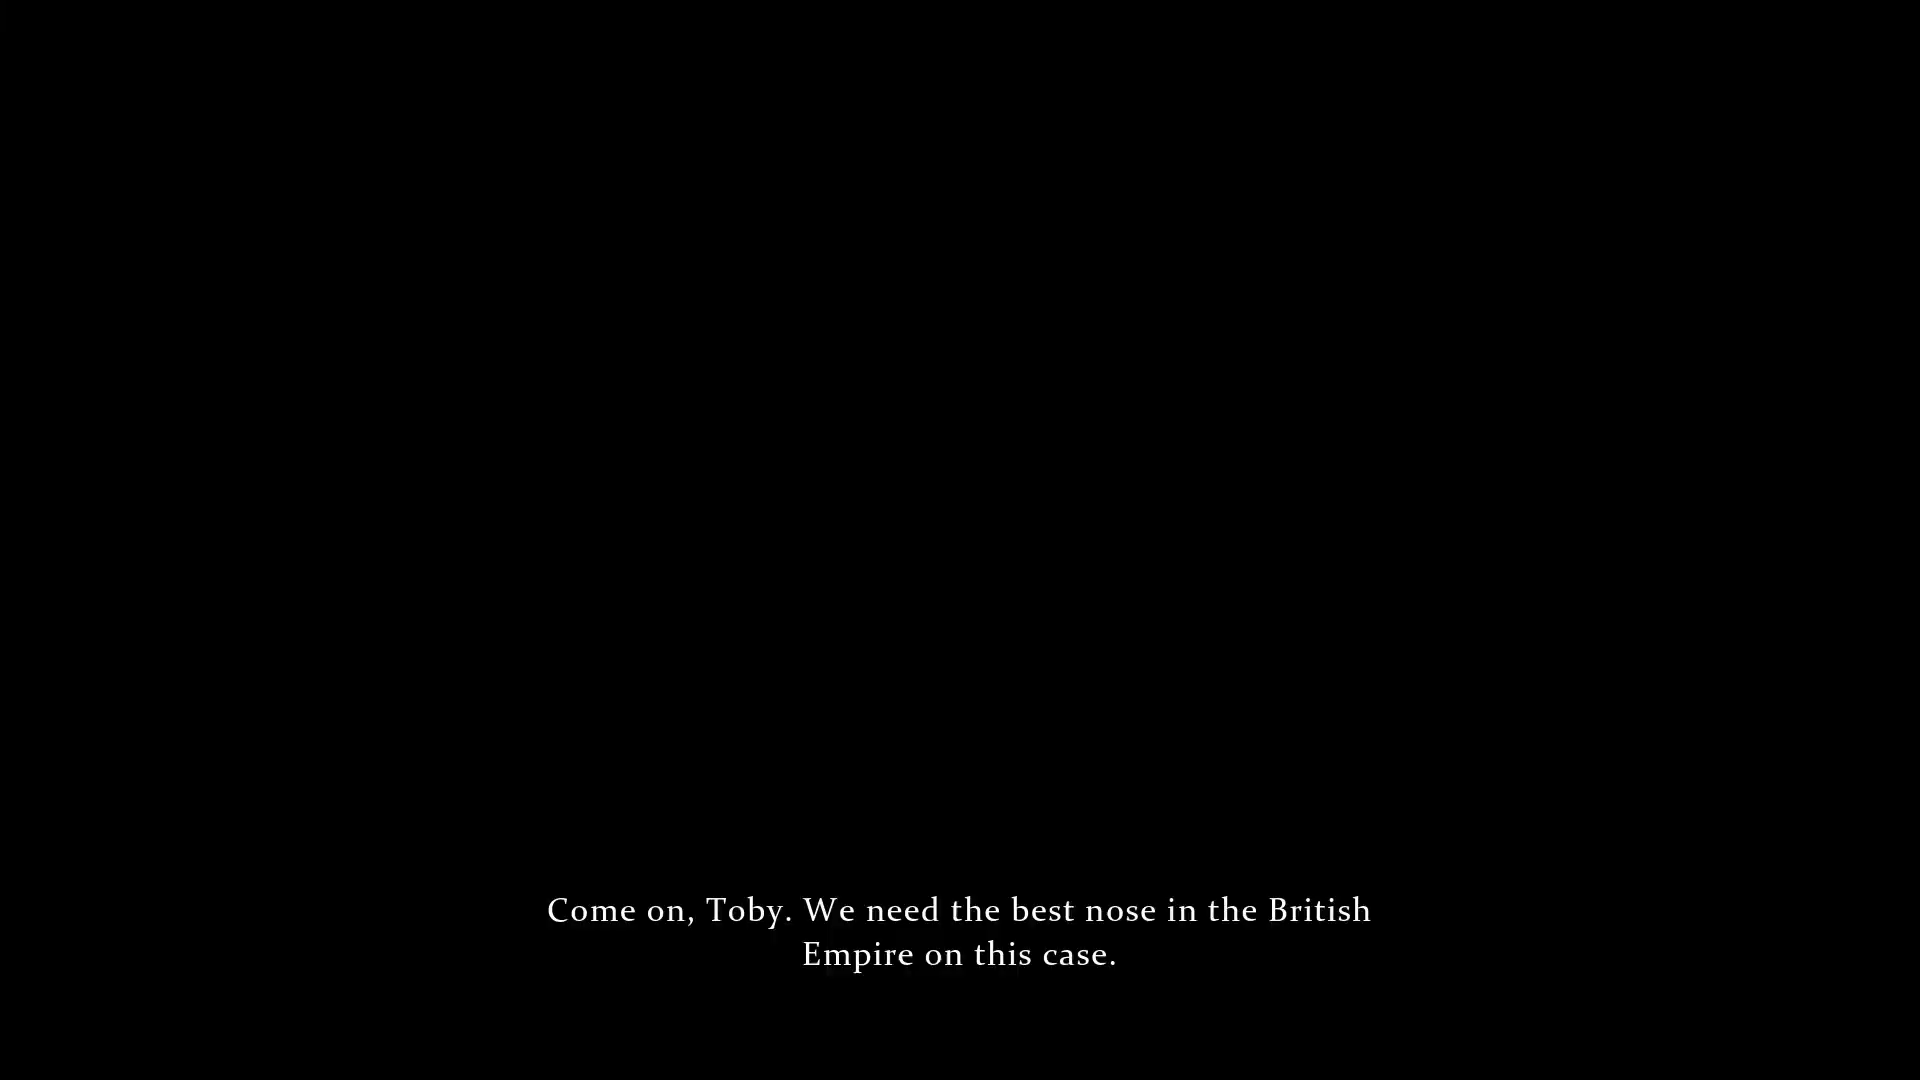 Come on, Toby. We need the best nose in the British
Empire on this case.